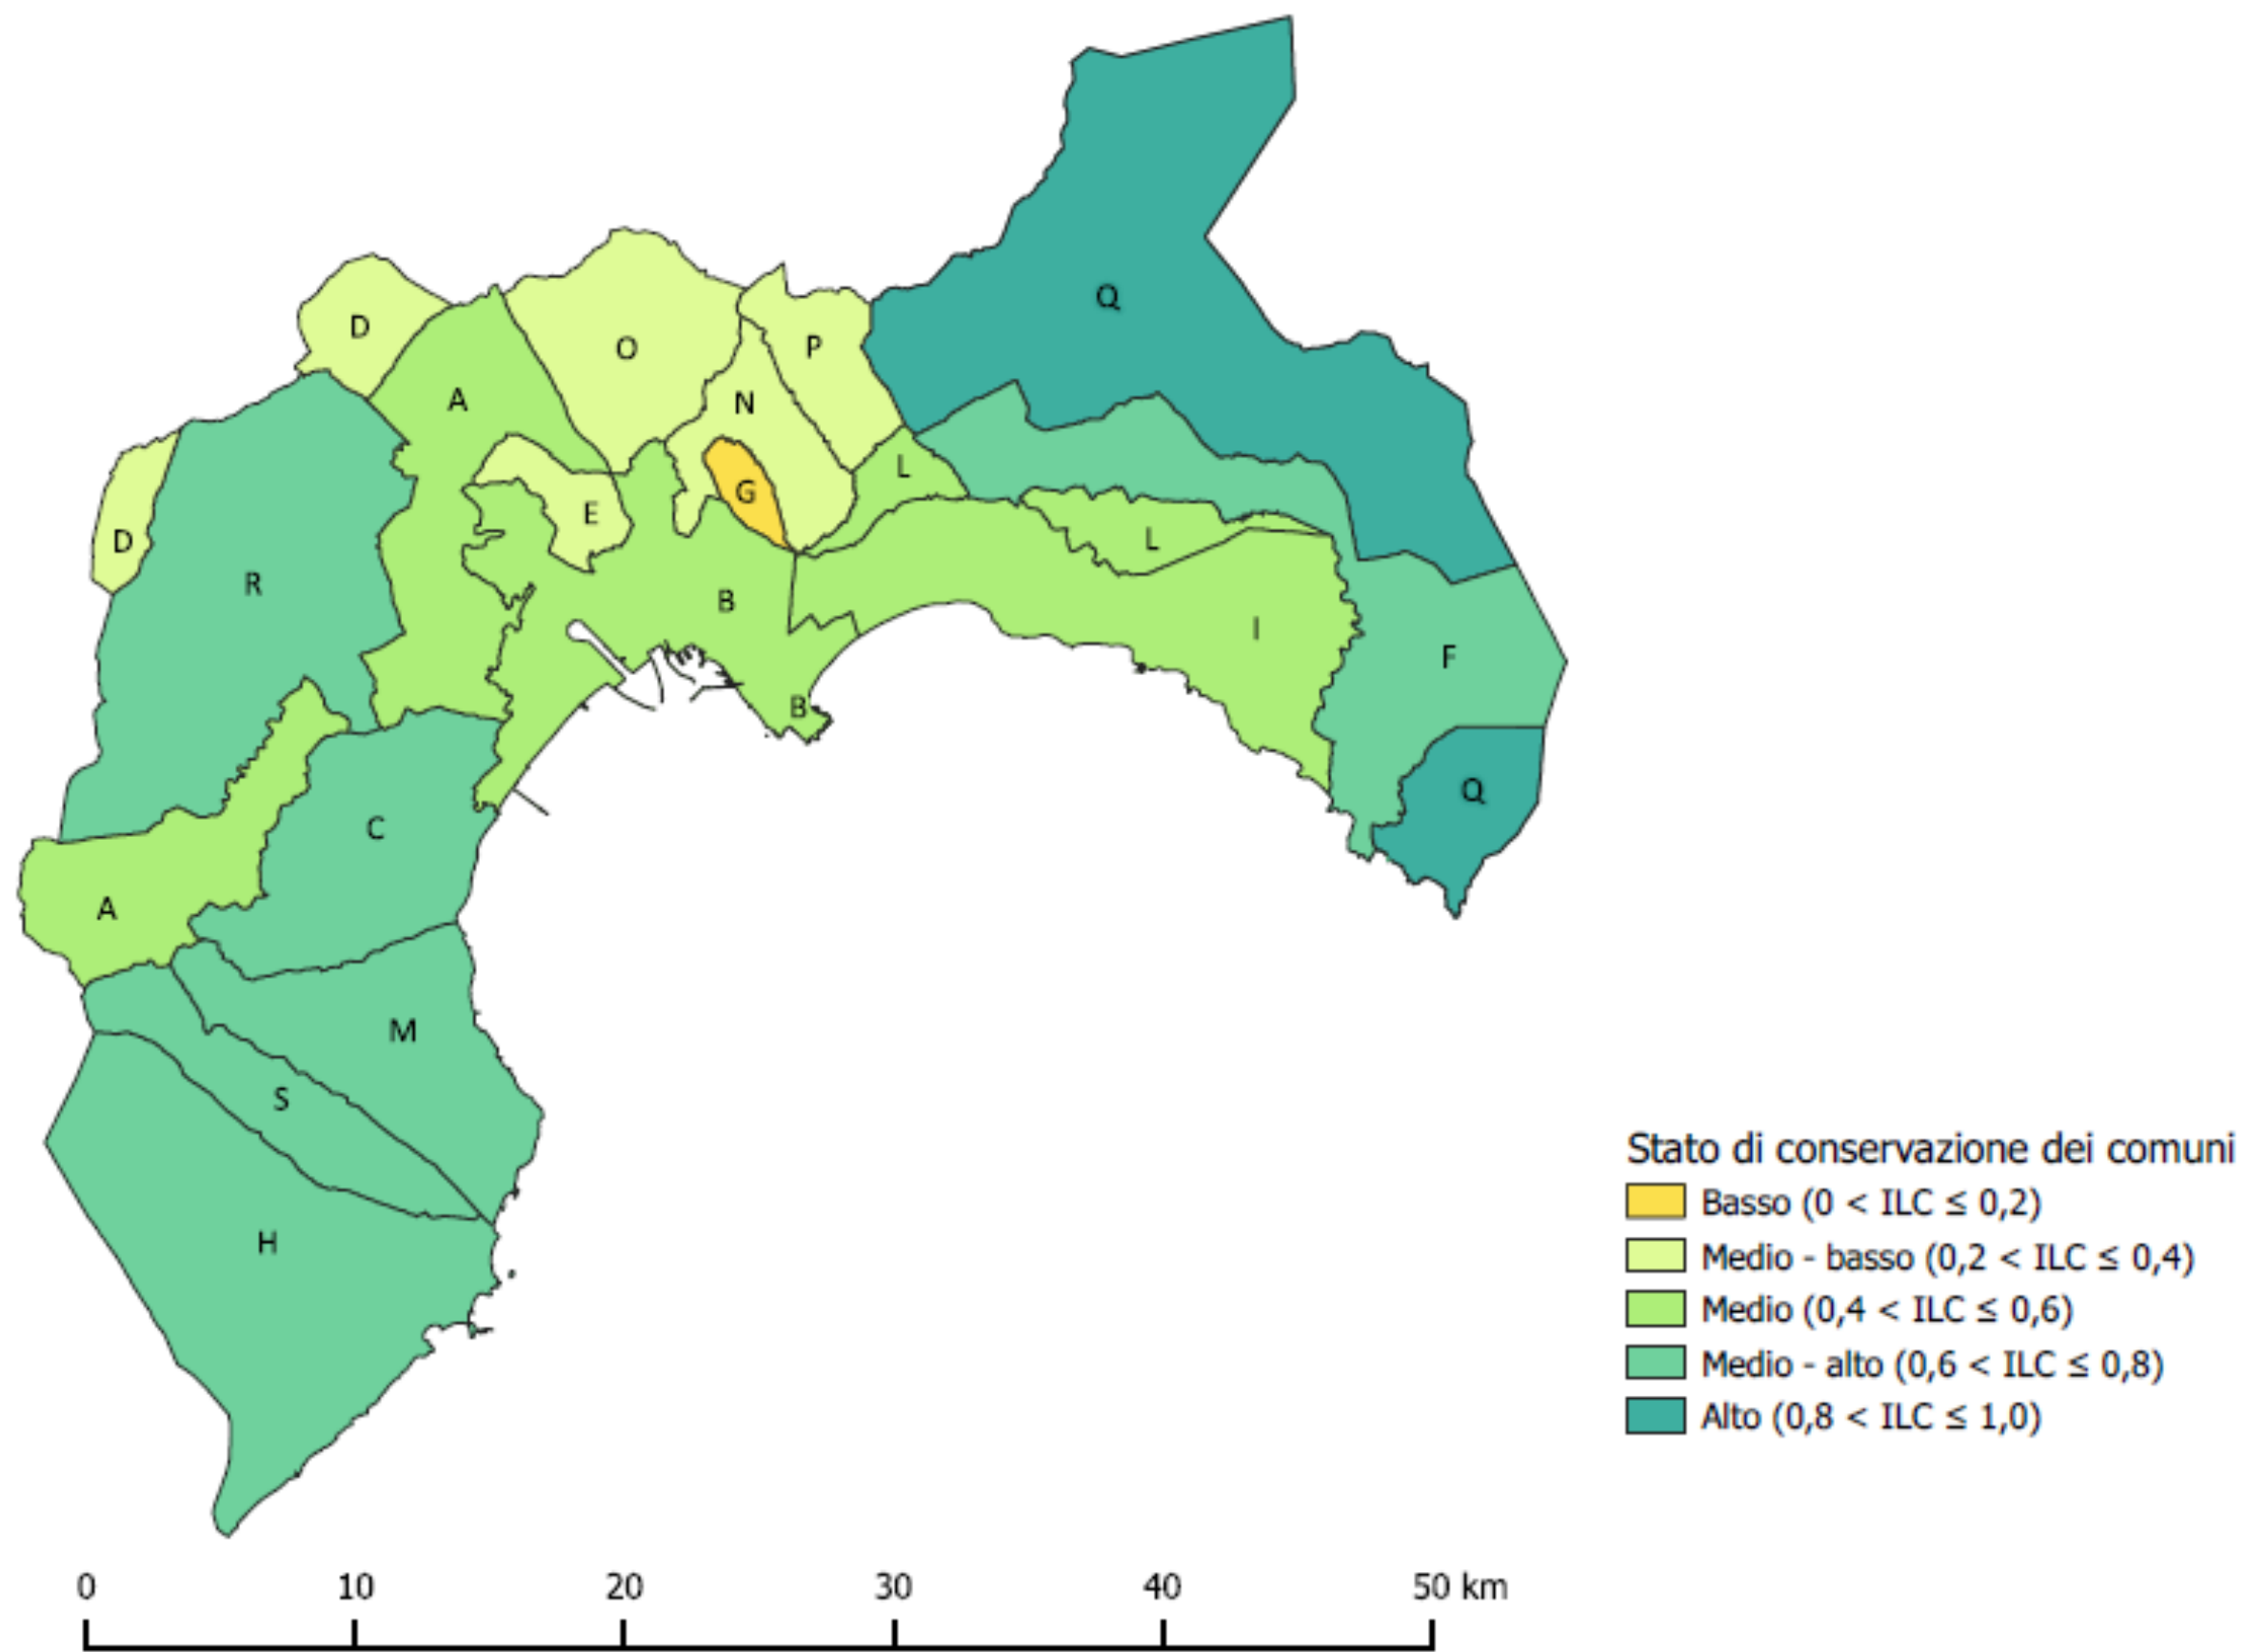 Q
D
O
P
A
N
L
G
E
L
D
R
B
I
F
B
Q
C
A
M
S
H
Stato di conservazione dei comuni
Basso (0 < ILC ≤ 0,2)
Medio - basso (0,2 < ILC ≤ 0,4)
Medio (0,4 < ILC ≤ 0,6)
Medio - alto (0,6 < ILC ≤ 0,8)
Alto (0,8 < ILC ≤ 1,0)
0 10 20 30 40 50 km